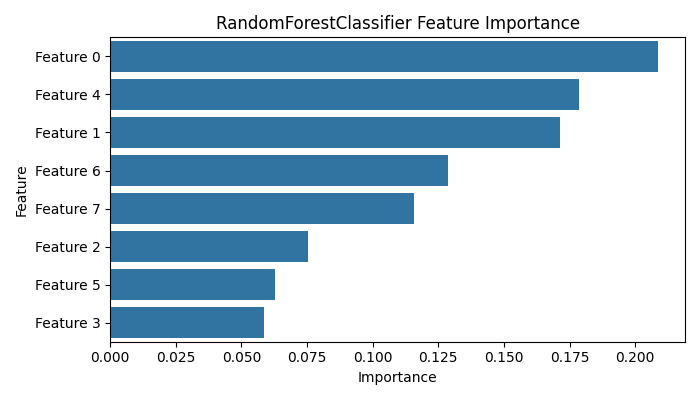 RandomForestClassifier Feature Importance
Feature 0
Feature 4
Feature 1
Feature 6
Feature 7
Feature 2
Feature 5
Feature 3
Feature
0.000 0.025 0.050 0.075 0.100 0.125 0.150 0.175 0.200
Importance